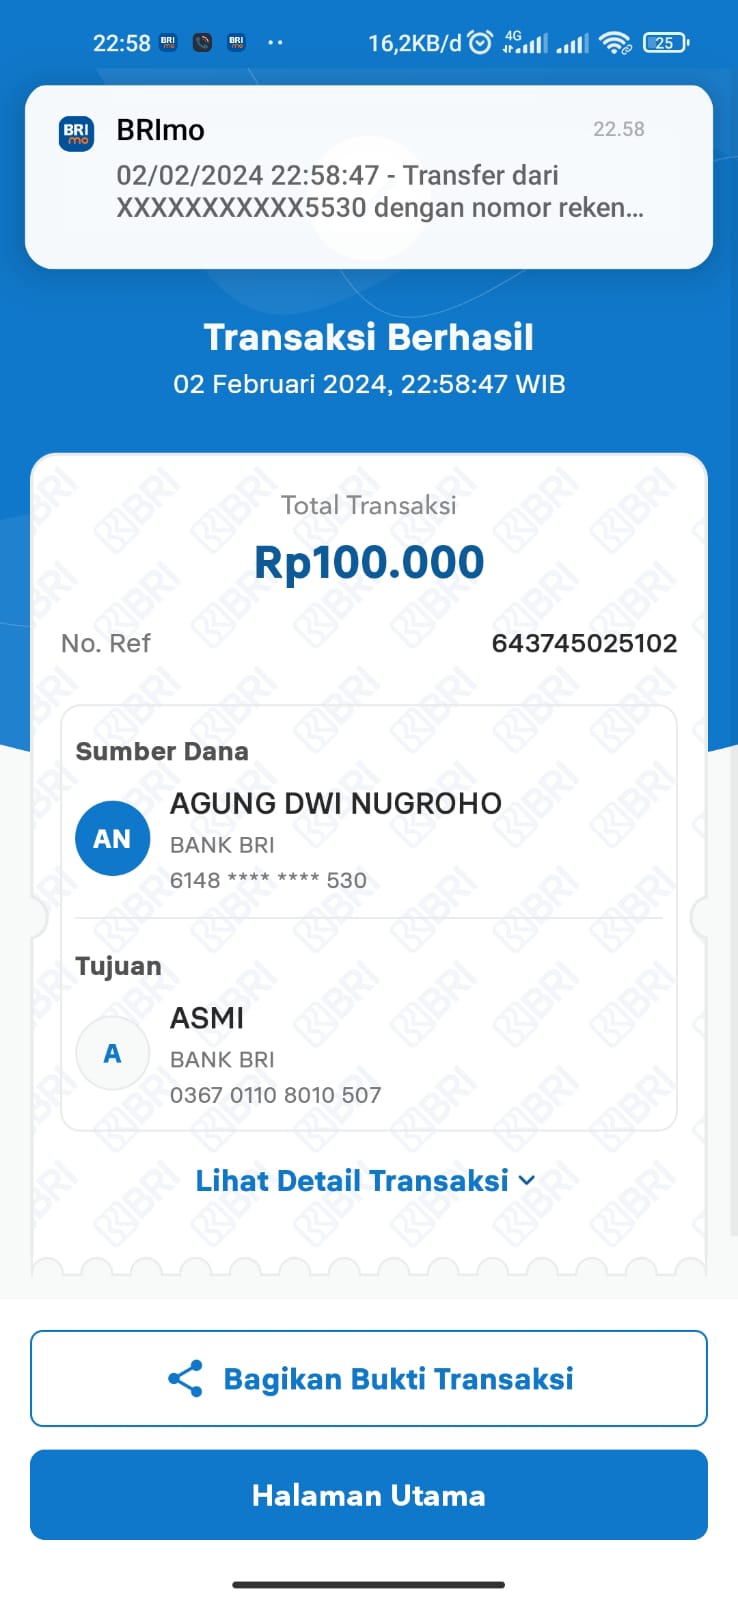 22:58 BRI mo BRI mo ·· 16,2KB/d 4G 25
BRI mo BRImo 22.58
02/02/2024 22:58:47 - Transfer dari
XXXXXXXXXXX5530 dengan nomor reken...
Transaksi Berhasil
02 Februari 2024, 22:58:47 WIB
Total Transaksi
Rp100.000
No. Ref 643745025102
Sumber Dana
AN AGUNG DWI NUGROHO
BANK BRI
6148 **** **** 530
Tujuan
A ASMI
BANK BRI
0367 0110 8010 507
Lihat Detail Transaksi
Bagikan Bukti Transaksi
Halaman Utama